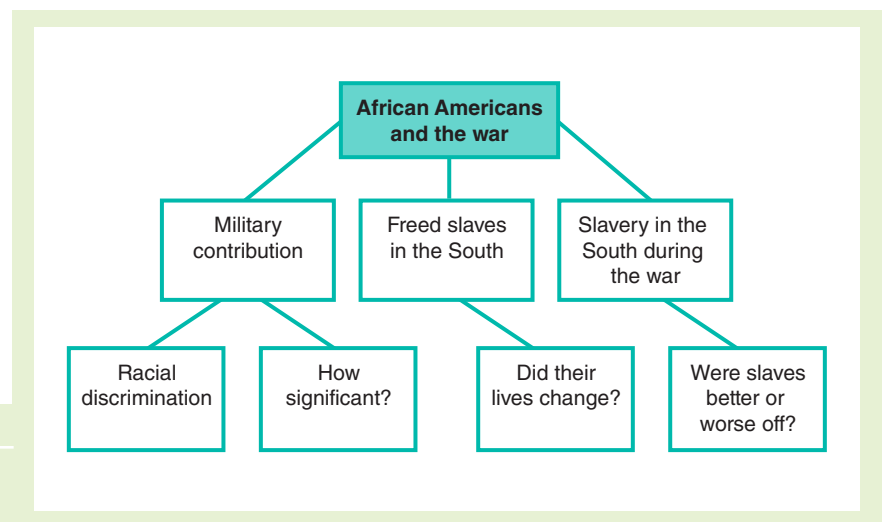 African Americans
and the war
Military
contribution
Freed slaves
in the South
Slavery in the
South during
the war
Racial
discrimination
How
significant?
Did their
lives change?
Were slaves
better or
worse off?